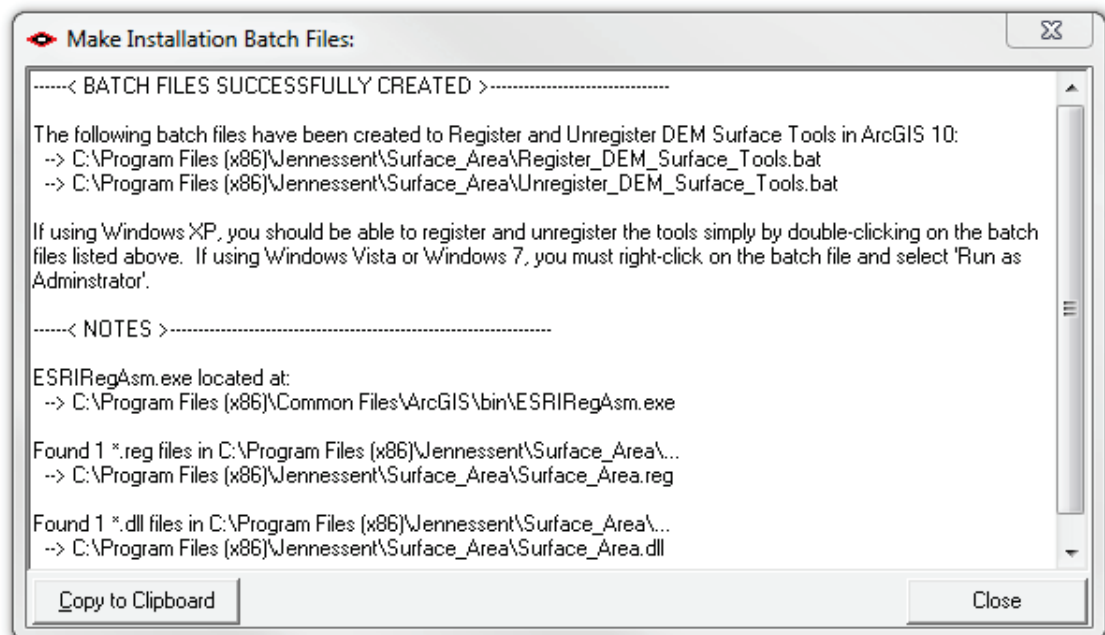 Make Installation Batch Files:
------< BATCH FILES SUCCESSFULLY CREATED >--------------------------------
The following batch files have been created to Register and Unregister DEM Surface Tools in ArcGIS 10:
--> C:\Program Files (x86)\Jennessent\Surface_Area\Register_DEM_Surface_Tools.bat
--> C:\Program Files (x86)\Jennessent\Surface_Area\Unregister_DEM_Surface_Tools.bat
If using Windows XP, you should be able to register and unregister the tools simply by double-clicking on the batch
files listed above.  If using Windows Vista or Windows 7, you must right-click on the batch file and select 'Run as
Adminstrator'.
------< NOTES >--------------------------------------------------------------------
ESRIRegAsm.exe located at:
--> C:\Program Files (x86)\Common Files\ArcGIS\bin\ESRIRegAsm.exe
Found 1 *.reg files in C:\Program Files (x86)\Jennessent\Surface_Area\...
--> C:\Program Files (x86)\Jennessent\Surface_Area\Surface_Area.reg
Found 1 *.dll files in C:\Program Files (x86)\Jennessent\Surface_Area\...
--> C:\Program Files (x86)\Jennessent\Surface_Area\Surface_Area.dll
Copy to Clipboard
Close